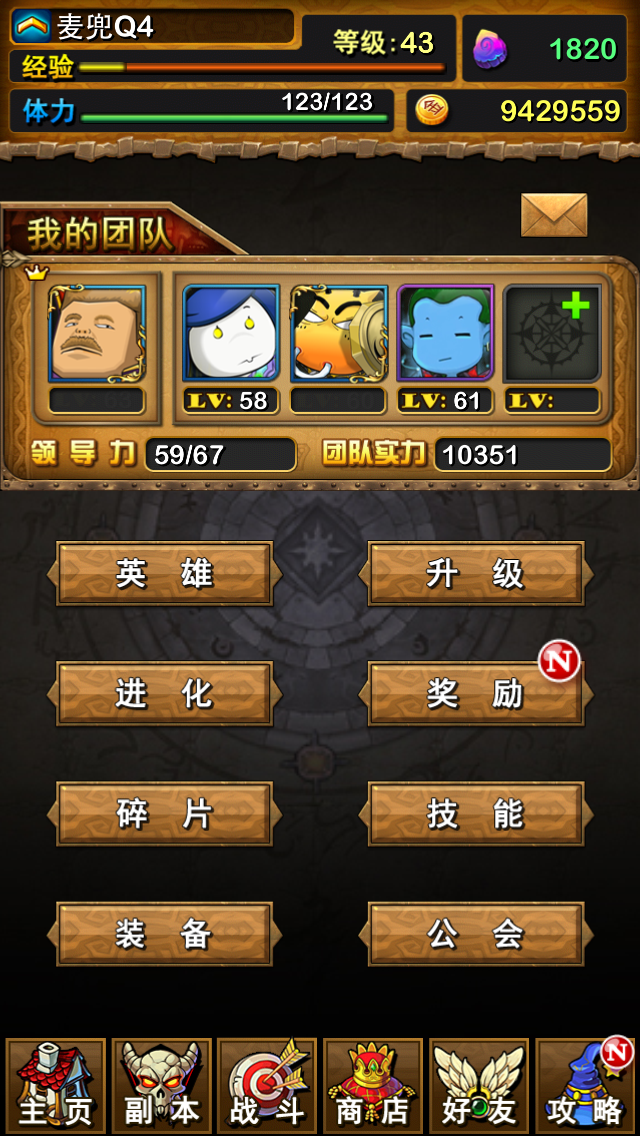 麦兜Q4
等级:43
1820
经验
体力
123/123
9429559
我的团队
LV: 58
LV: 61
LV:
领导力
59/67
团队实力
10351
英雄
升级
进化
奖励
N
碎片
技能
装备
公会
主页
副本
战斗
商店
好友
攻略
N